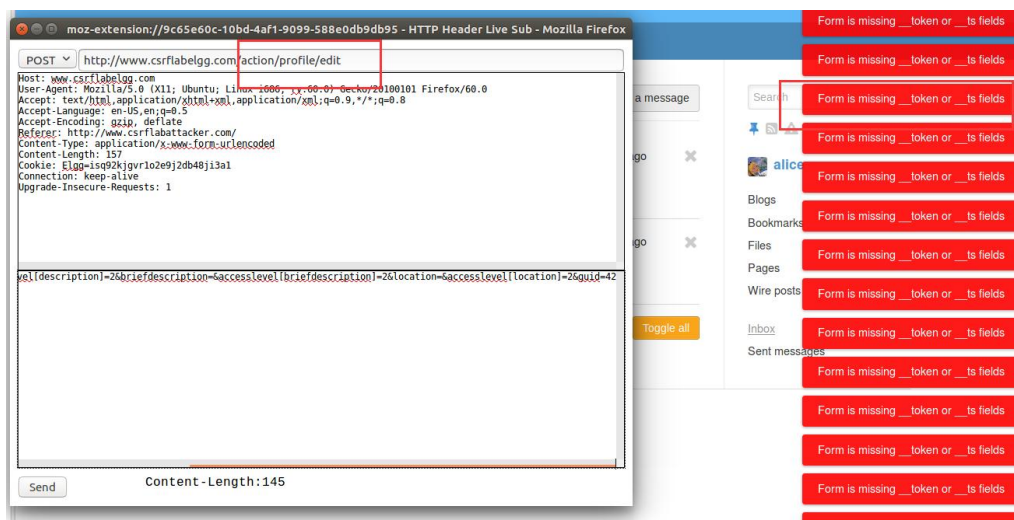 moz-extension://9c65e60c-10bd-4af1-9099-588e0db9db95 - HTTP Header Live Sub - Mozilla Firefox
POST http://www.csrflabelgg.com/action/profile/edit
Host: www.csrflabelgg.com
User-Agent: Mozilla/5.0 (X11; Ubuntu; Linux i686; rv:60.0) Gecko/20100101 Firefox/60.0
Accept: text/html,application/xhtml+xml,application/xml;q=0.9,*/*;q=0.8
Accept-Language: en-US,en;q=0.5
Accept-Encoding: gzip, deflate
Referer: http://www.csrflabattacker.com/
Content-Type: application/x-www-form-urlencoded
Content-Length: 157
Cookie: Elgg=isq92kjgvr1o2e9j2db48ji3a1
Connection: keep-alive
Upgrade-Insecure-Requests: 1
vel[description]=2&briefdescription=&accesslevel[briefdescription]=2&location=&accesslevel[location]=2&guid=42
Send
Content-Length:145
a message
ago
ago
Toggle all
Search
alice
Blogs
Bookmarks
Files
Pages
Wire posts
Inbox
Sent messages
Form is missing __token or __ts fields
Form is missing __token or __ts fields
Form is missing __token or __ts fields
Form is missing __token or __ts fields
Form is missing __token or __ts fields
Form is missing __token or __ts fields
Form is missing __token or __ts fields
Form is missing __token or __ts fields
Form is missing __token or __ts fields
Form is missing __token or __ts fields
Form is missing __token or __ts fields
Form is missing __token or __ts fields
Form is missing __token or __ts fields